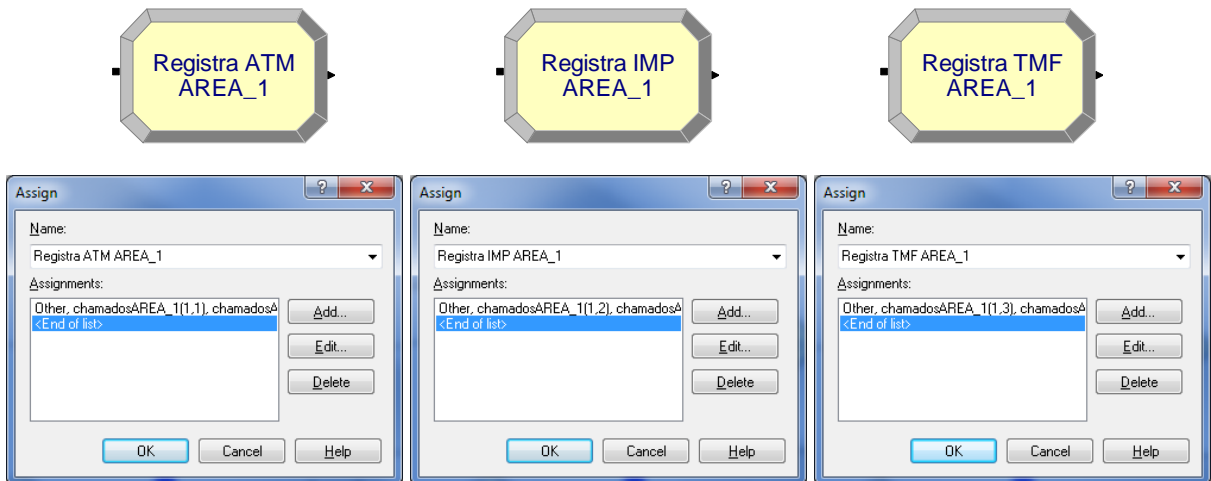 Registra ATM
AREA_1
Registra IMP
AREA_1
Registra TMF
AREA_1
Assign
Name:
Registra ATM AREA_1
Assignments:
Other, chamadosAREA_1(1,1), chamadosA
<End of list>
Add...
Edit...
Delete
OK
Cancel
Help
Assign
Name:
Registra IMP AREA_1
Assignments:
Other, chamadosAREA_1(1,2), chamadosA
<End of list>
Add...
Edit...
Delete
OK
Cancel
Help
Assign
Name:
Registra TMF AREA_1
Assignments:
Other, chamadosAREA_1(1,3), chamadosA
<End of list>
Add...
Edit...
Delete
OK
Cancel
Help